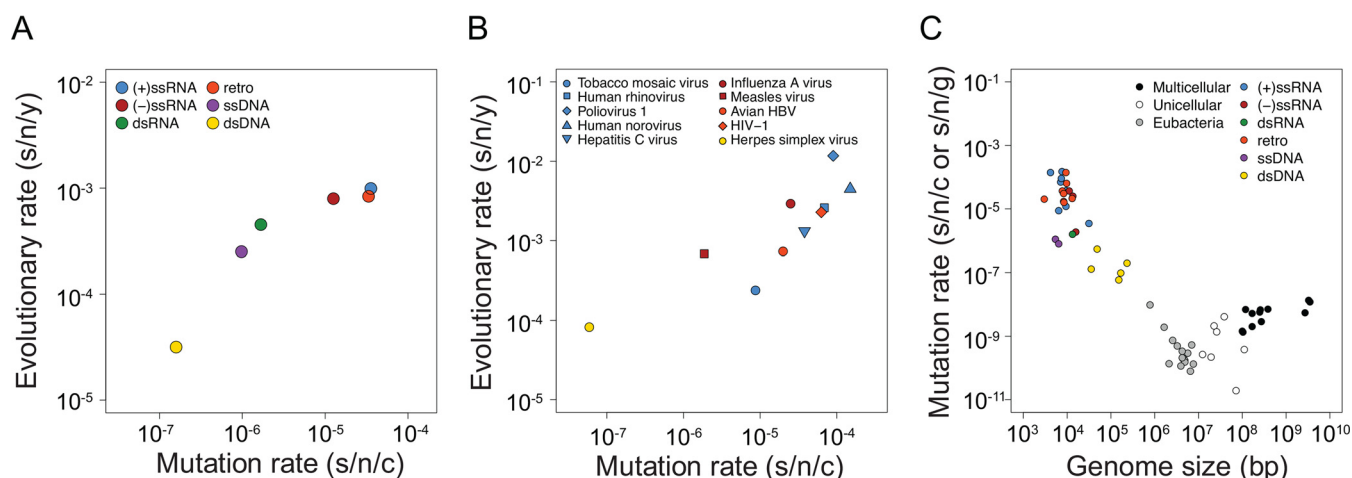 A
Evolutionary rate (s/n/y)
10-2
10-3
10-4
10-5
(+)ssRNA
(−)ssRNA
dsRNA
retro
ssDNA
dsDNA
10-7
10-6
10-5
10-4
Mutation rate (s/n/c)
B
Evolutionary rate (s/n/y)
10-1
10-2
10-3
10-4
10-5
Tobacco mosaic virus
Human rhinovirus
Poliovirus 1
Human norovirus
Hepatitis C virus
Influenza A virus
Measles virus
Avian HBV
HIV−1
Herpes simplex virus
10-7
10-6
10-5
10-4
Mutation rate (s/n/c)
C
Mutation rate (s/n/c or s/n/g)
10-1
10-3
10-5
10-7
10-9
10-11
Multicellular
Unicellular
Eubacteria
(+)ssRNA
(−)ssRNA
dsRNA
retro
ssDNA
dsDNA
103
104
105
106
107
108
109
1010
Genome size (bp)